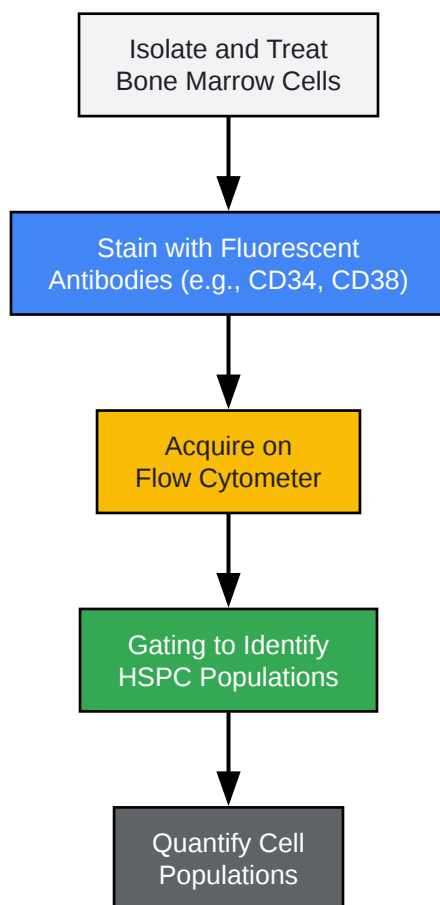 Isolate and Treat
Bone Marrow Cells
Stain with Fluorescent
Antibodies (e.g., CD34, CD38)
Acquire on
Flow Cytometer
Gating to Identify
HSPC Populations
Quantify Cell
Populations